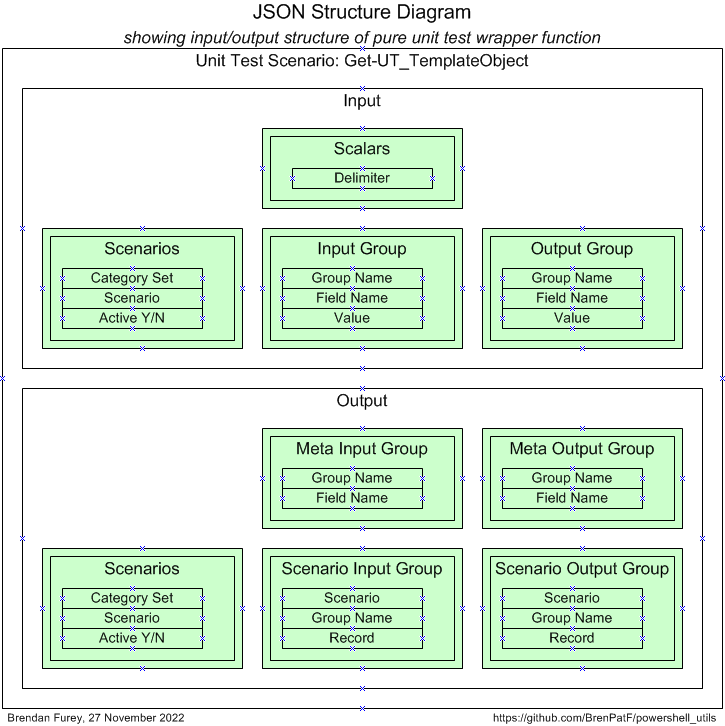 JSON Structure Diagram
showing input/output structure of pure unit test wrapper function
Unit Test Scenario: Get-UT_TemplateObject
Input
Scalars
Delimiter
Scenarios
Category Set
Scenario
Active Y/N
Input Group
Group Name
Field Name
Value
Output Group
Group Name
Field Name
Value
Output
Meta Input Group
Group Name
Field Name
Meta Output Group
Group Name
Field Name
Scenarios
Category Set
Scenario
Active Y/N
Scenario Input Group
Scenario
Group Name
Record
Scenario Output Group
Scenario
Group Name
Record
Brendan Furey, 27 November 2022
https://github.com/BrenPatF/powershell_utils